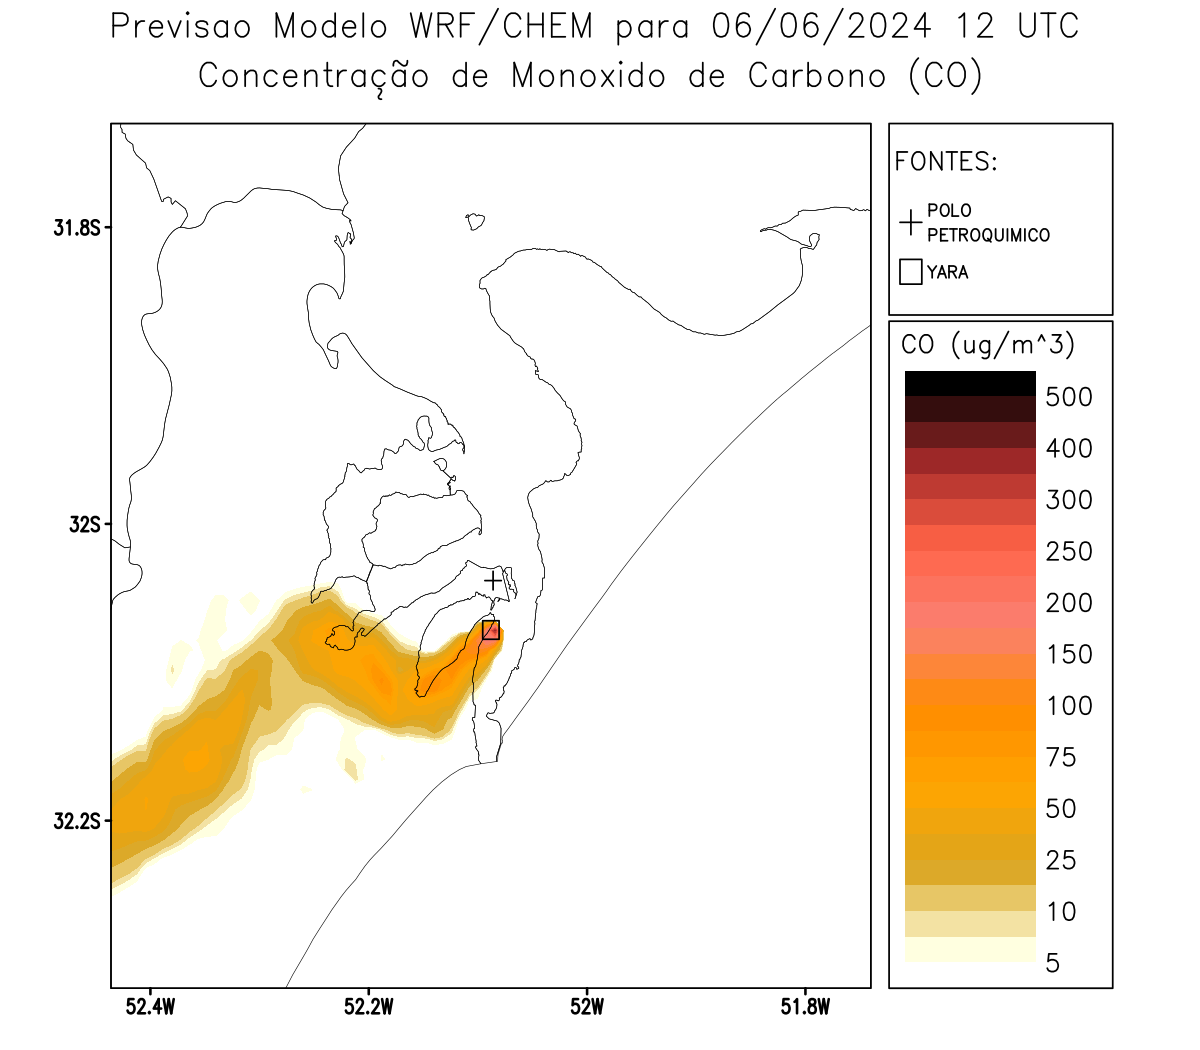 Previsao Modelo WRF/CHEM para 06/06/2024 12 UTC
Concentração de Monoxido de Carbono (CO)
FONTES:
POLO
PETROQUIMICO
YARA
CO (ug/m^3)
500
400
300
250
200
150
100
75
50
25
10
5
31.8S
32S
32.2S
52.4W
52.2W
52W
51.8W